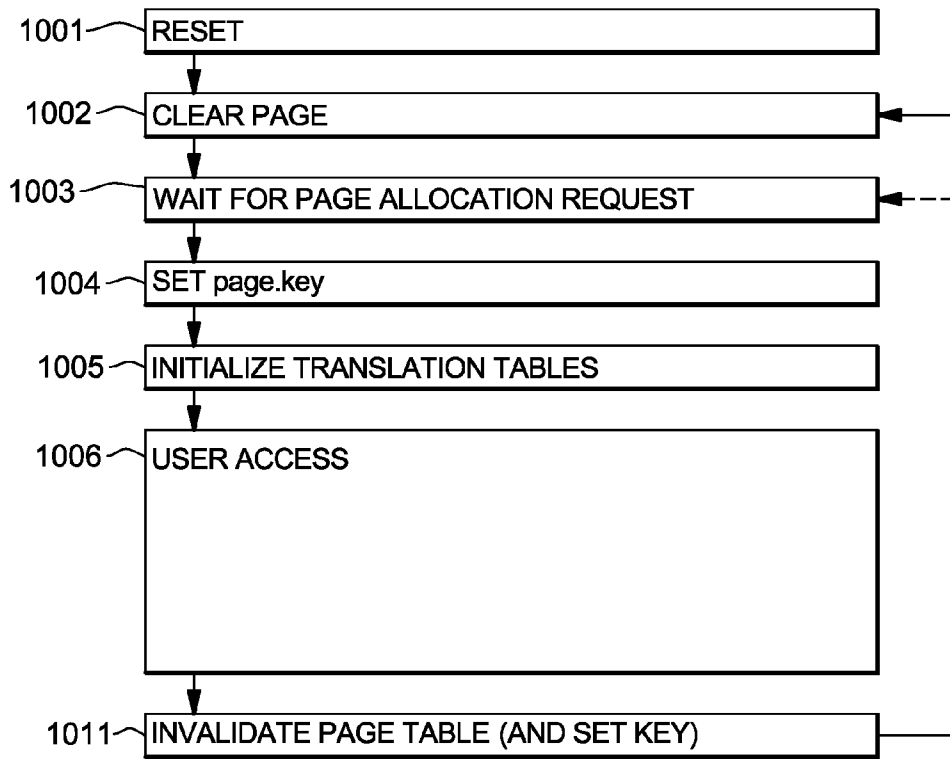 1001 RESET
1002 CLEAR PAGE
1003 WAIT FOR PAGE ALLOCATION REQUEST
1004 SET page.key
1005 INITIALIZE TRANSLATION TABLES
1006 USER ACCESS
1011 INVALIDATE PAGE TABLE (AND SET KEY)